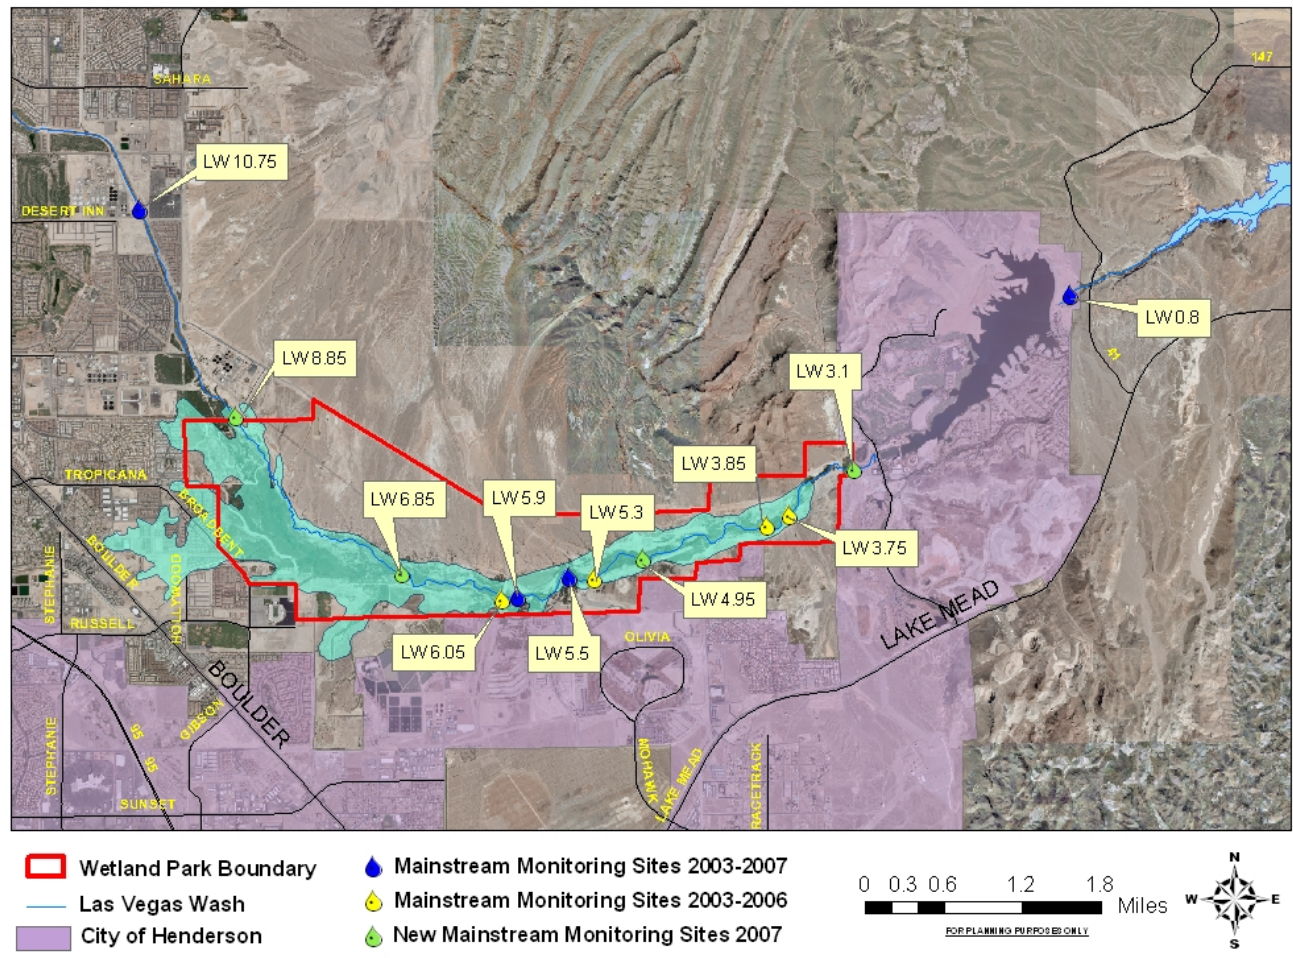 SAHARA
147
LW 10.75
DESERT INN
LW 0.8
41
LW 8.85
LW 3.1
TROPICANA
BROADBENT
LW 6.85
LW 5.9
LW 5.3
LW 3.85
LW 3.75
BOULDER
STEPHANIE
HOLLYWOOD
RUSSELL
LW 6.05
LW 5.5
LW 4.95
OLIVIA
LAKE MEAD
BOULDER
GIBSON
STEPHANIE
95
95
SUNSET
MOHAWK
LAKE MEAD
RACETRACK
Wetland Park Boundary
Las Vegas Wash
City of Henderson
Mainstream Monitoring Sites 2003-2007
Mainstream Monitoring Sites 2003-2006
New Mainstream Monitoring Sites 2007
0 0.3 0.6 1.2 1.8
Miles
FOR PLANNING PURPOSES ONLY
N
W E
S